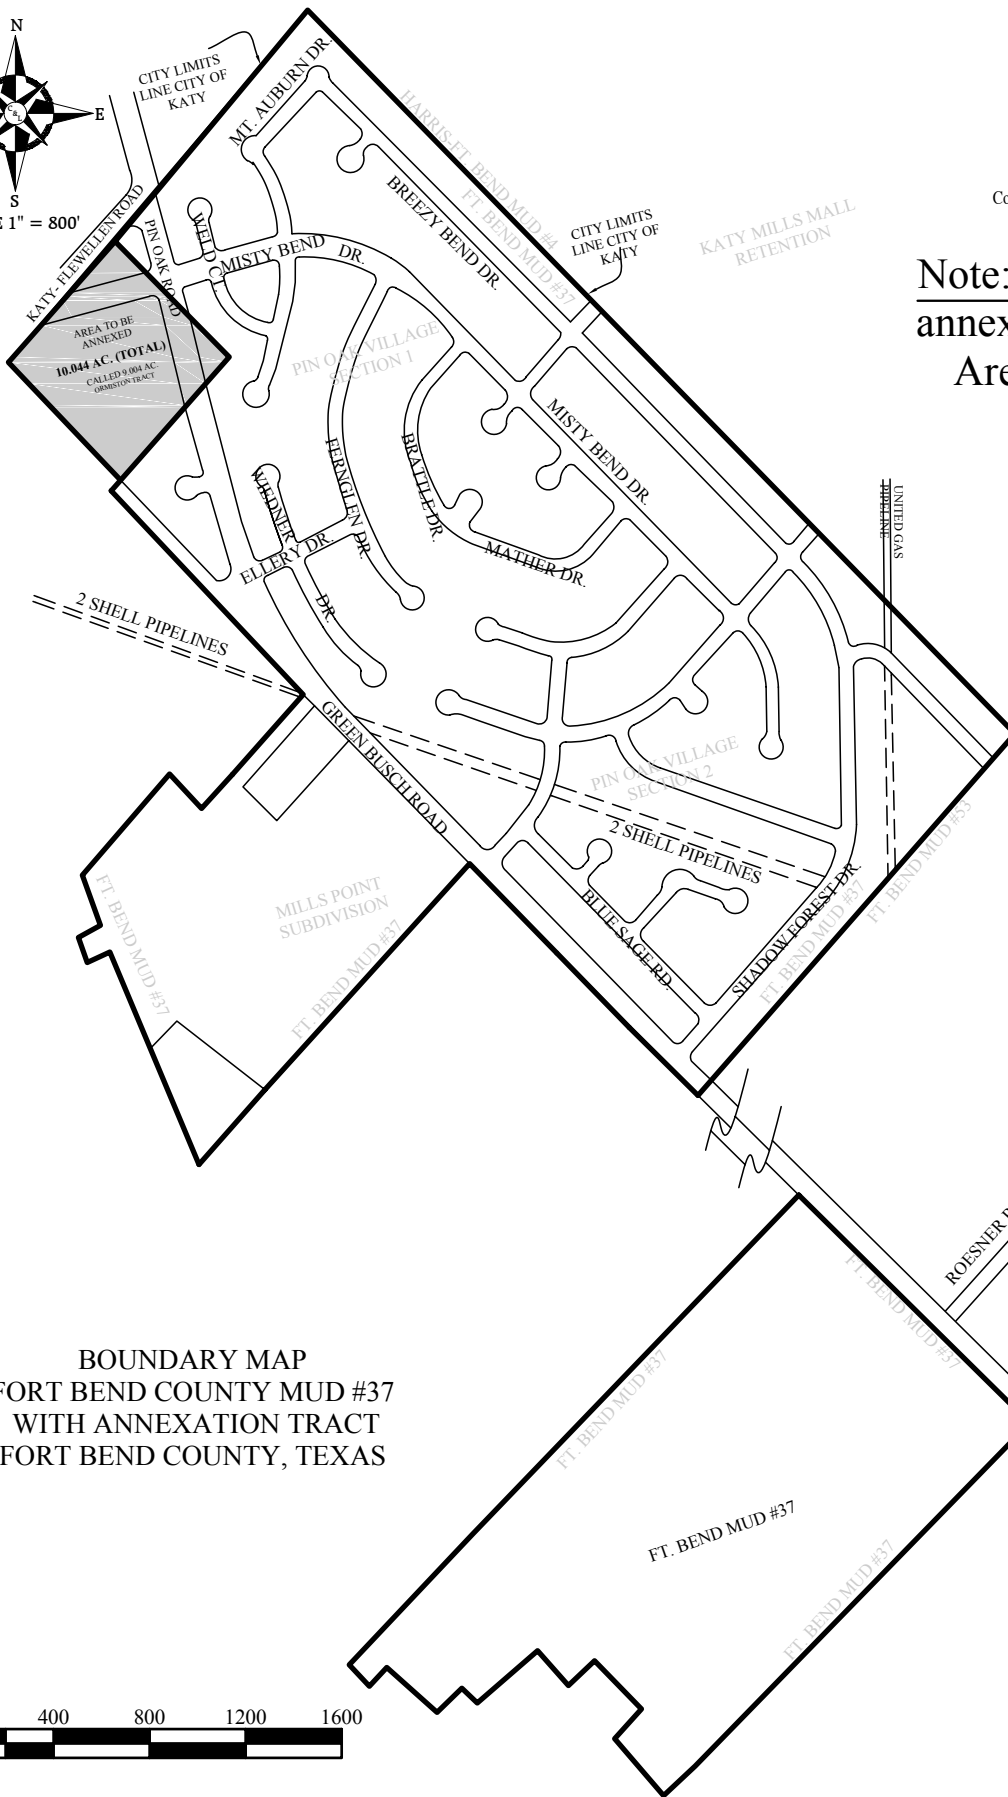 N
E
S
C&L
E 1" = 800'
CITY LIMITS
LINE CITY OF
KATY
MT. AUBURN DR.
HARRIS-FT. BEND MUD #4
FT. BEND MUD #37
CITY LIMITS
LINE CITY OF
KATY
KATY MILLS MALL
RETENTION
Co
Note:
annex
Are
KATY- FLEWELLEN ROAD
PIN OAK ROAD
WELD CT.
MISTY BEND DR.
BREEZY BEND DR.
AREA TO BE
ANNEXED
10.044 AC. (TOTAL)
CALLED 9.004 AC.
ORMISTON TRACT
PIN OAK VILLAGE
SECTION 1
MISTY BEND DR.
FERNGLEN DR.
BRATTLE DR.
MATHER DR.
WIEDNER DR.
ELLERY DR.
UNITED GAS
PIPELINE
2 SHELL PIPELINES
GREEN BUSCH ROAD
PIN OAK VILLAGE
SECTION 2
2 SHELL PIPELINES
BLUE SAGE RD.
SHADOW FOREST DR.
FT. BEND MUD #37
FT. BEND MUD #53
MILLS POINT
SUBDIVISION
FT. BEND MUD #37
FT. BEND MUD #37
ROESNER
FT. BEND MUD #37
FT. BEND MUD #37
FT. BEND MUD #37
FT. BEND MUD #37
BOUNDARY MAP
FORT BEND COUNTY MUD #37
WITH ANNEXATION TRACT
FORT BEND COUNTY, TEXAS
400 800 1200 1600